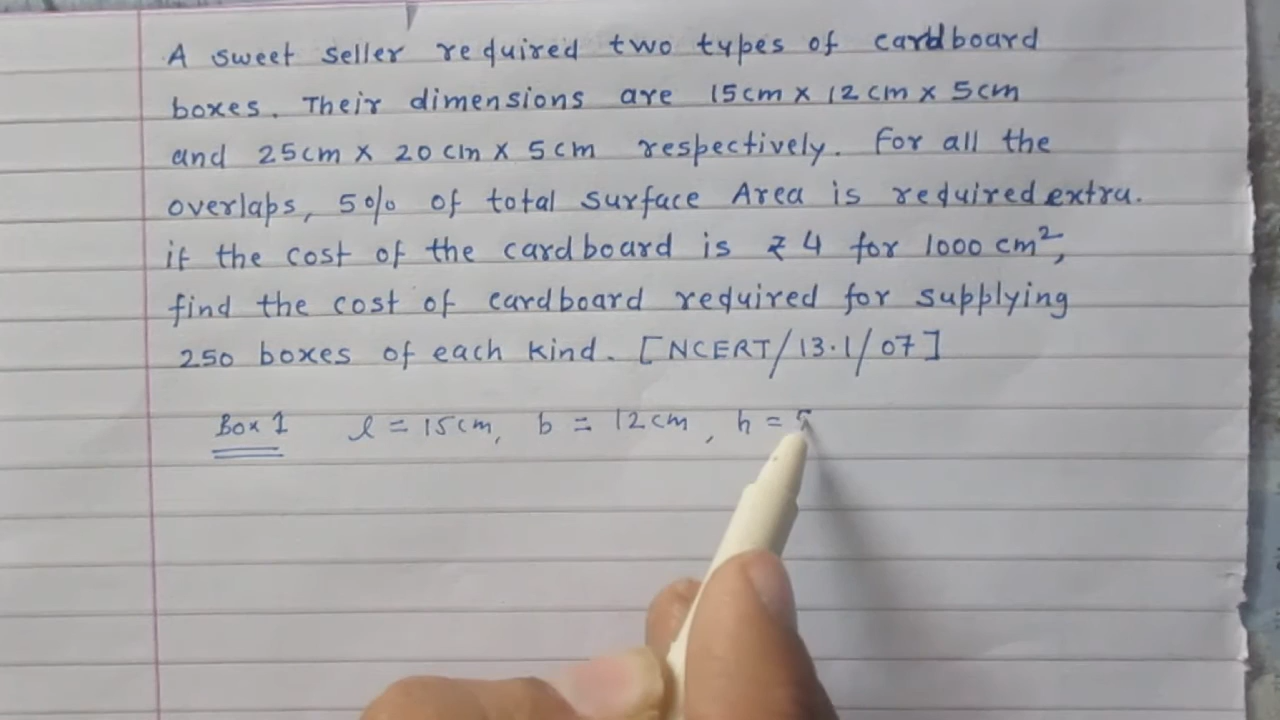 A sweet seller required two types of cardboard
boxes. Their dimensions are 15cm x 12cm x 5cm
and 25cm x 20cm x 5cm respectively. For all the
overlaps, 5% of total surface Area is required extra.
if the cost of the cardboard is ₹ 4 for 1000 cm²,
find the cost of cardboard required for supplying
250 boxes of each kind. [NCERT/13.1/07]
Box 1 l = 15cm, b = 12cm, h = 5